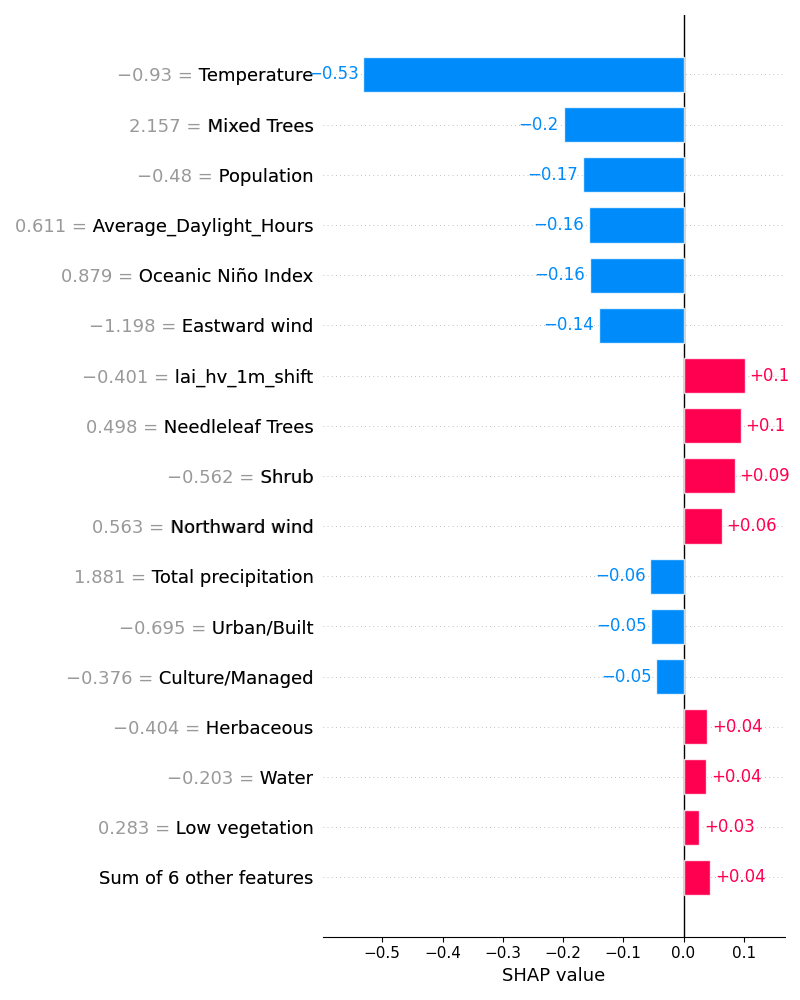 −0.93 = Temperature −0.53
2.157 = Mixed Trees −0.2
−0.48 = Population −0.17
0.611 = Average_Daylight_Hours −0.16
0.879 = Oceanic Niño Index −0.16
−1.198 = Eastward wind −0.14
−0.401 = lai_hv_1m_shift +0.1
0.498 = Needleleaf Trees +0.1
−0.562 = Shrub +0.09
0.563 = Northward wind +0.06
1.881 = Total precipitation −0.06
−0.695 = Urban/Built −0.05
−0.376 = Culture/Managed −0.05
−0.404 = Herbaceous +0.04
−0.203 = Water +0.04
0.283 = Low vegetation +0.03
Sum of 6 other features +0.04
−0.5 −0.4 −0.3 −0.2 −0.1 0.0 0.1
SHAP value